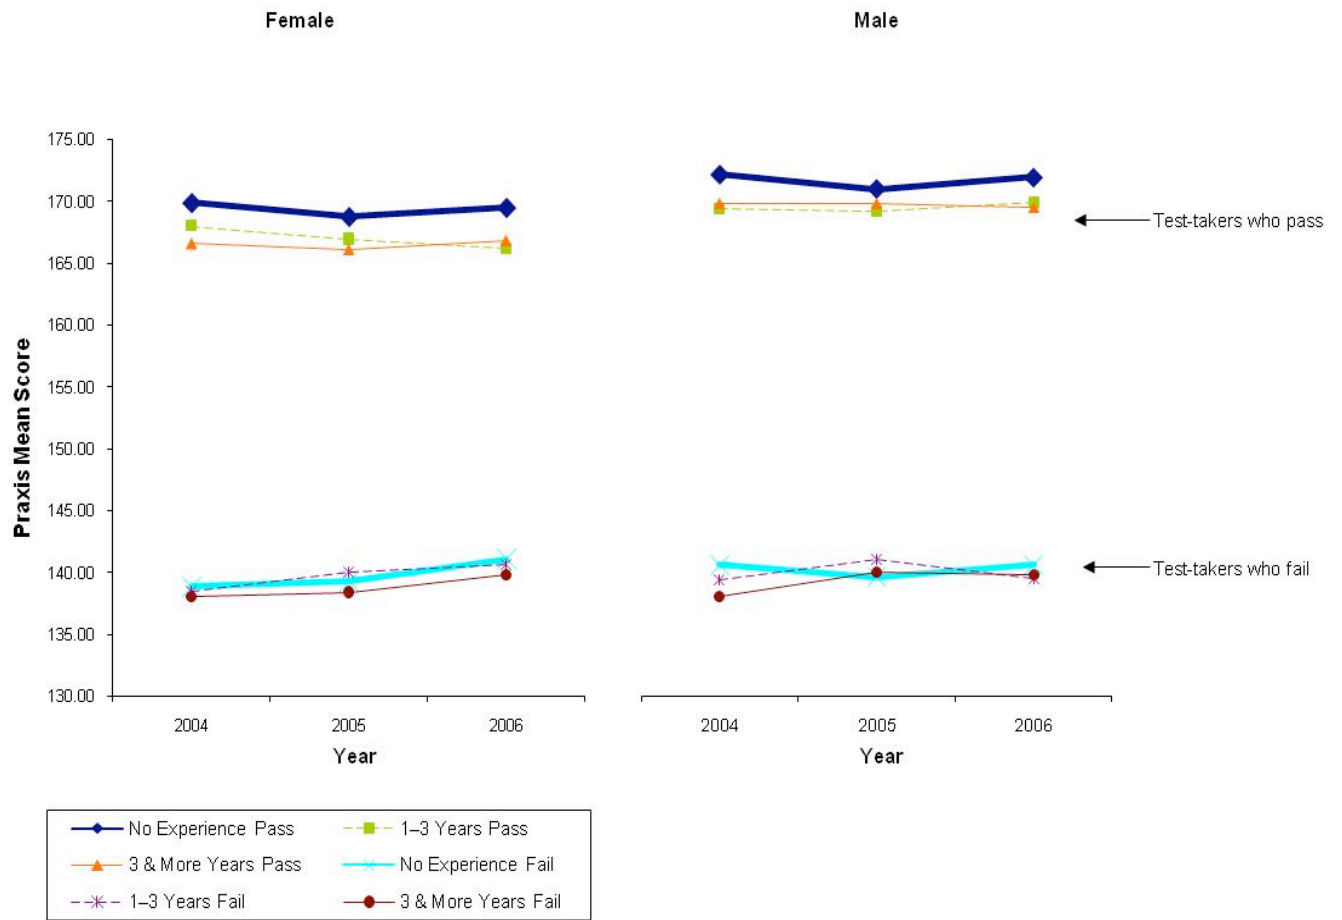 Female
Male
175.00
170.00
165.00
160.00
155.00
150.00
145.00
140.00
135.00
130.00
Praxis Mean Score
Test-takers who pass
Test-takers who fail
2004 2005 2006
Year
2004 2005 2006
Year
No Experience Pass
1–3 Years Pass
3 & More Years Pass
No Experience Fail
1–3 Years Fail
3 & More Years Fail